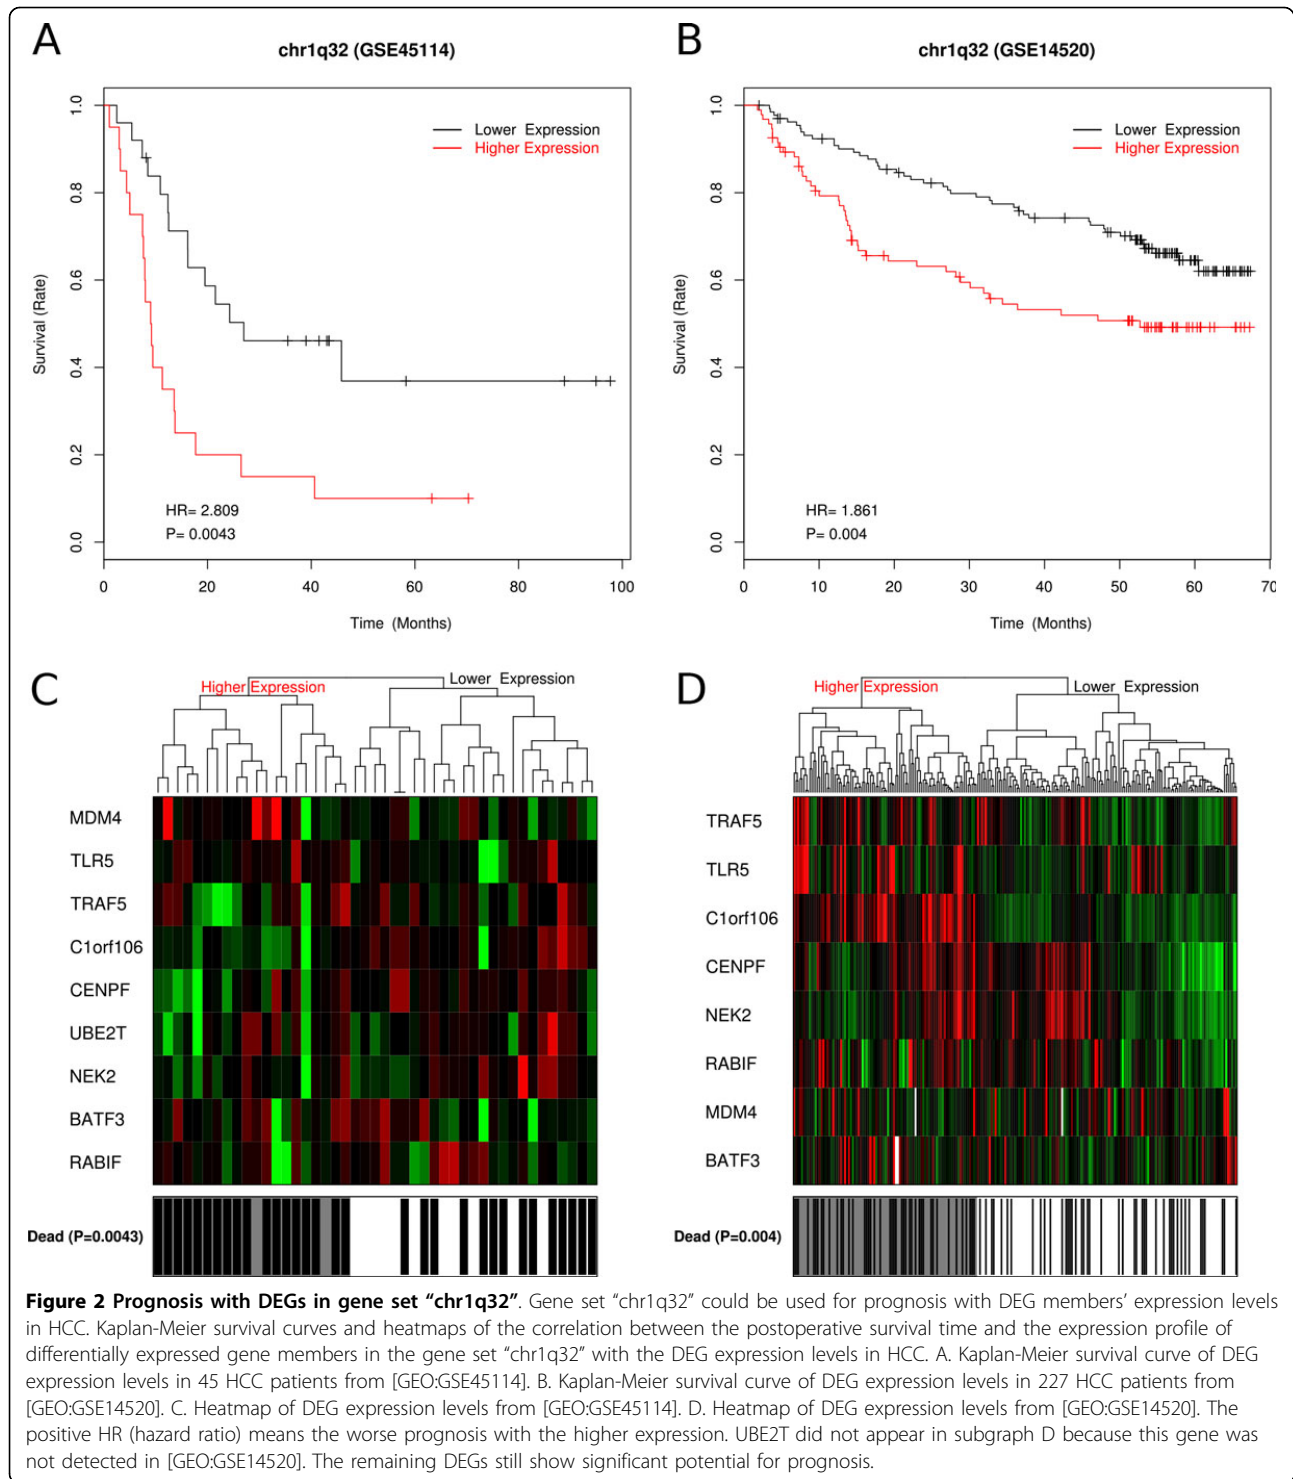 A
chr1q32 (GSE45114)
Survival (Rate)
1.0
0.8
0.6
0.4
0.2
0.0
Lower Expression
Higher Expression
HR= 2.809
P= 0.0043
0 20 40 60 80 100
Time (Months)
B
chr1q32 (GSE14520)
Survival (Rate)
1.0
0.8
0.6
0.4
0.2
0.0
Lower Expression
Higher Expression
HR= 1.861
P= 0.004
0 10 20 30 40 50 60 70
Time (Months)
C
Higher Expression
Lower Expression
MDM4
TLR5
TRAF5
C1orf106
CENPF
UBE2T
NEK2
BATF3
RABIF
Dead (P=0.0043)
D
Higher Expression
Lower Expression
TRAF5
TLR5
C1orf106
CENPF
NEK2
RABIF
MDM4
BATF3
Dead (P=0.004)
Figure 2 Prognosis with DEGs in gene set “chr1q32”. Gene set “chr1q32” could be used for prognosis with DEG members’ expression levels
in HCC. Kaplan-Meier survival curves and heatmaps of the correlation between the postoperative survival time and the expression profile of
differentially expressed gene members in the gene set “chr1q32” with the DEG expression levels in HCC. A. Kaplan-Meier survival curve of DEG
expression levels in 45 HCC patients from [GEO:GSE45114]. B. Kaplan-Meier survival curve of DEG expression levels in 227 HCC patients from
[GEO:GSE14520]. C. Heatmap of DEG expression levels from [GEO:GSE45114]. D. Heatmap of DEG expression levels from [GEO:GSE14520]. The
positive HR (hazard ratio) means the worse prognosis with the higher expression. UBE2T did not appear in subgraph D because this gene was
not detected in [GEO:GSE14520]. The remaining DEGs still show significant potential for prognosis.